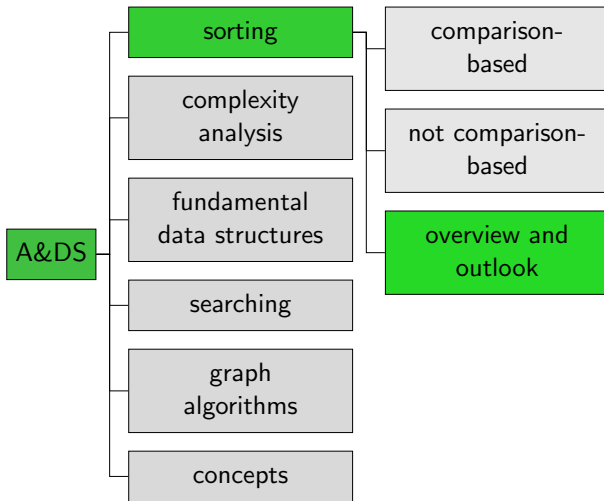 A&DS
sorting
complexity
analysis
fundamental
data structures
searching
graph
algorithms
concepts
comparison-
based
not comparison-
based
overview and
outlook